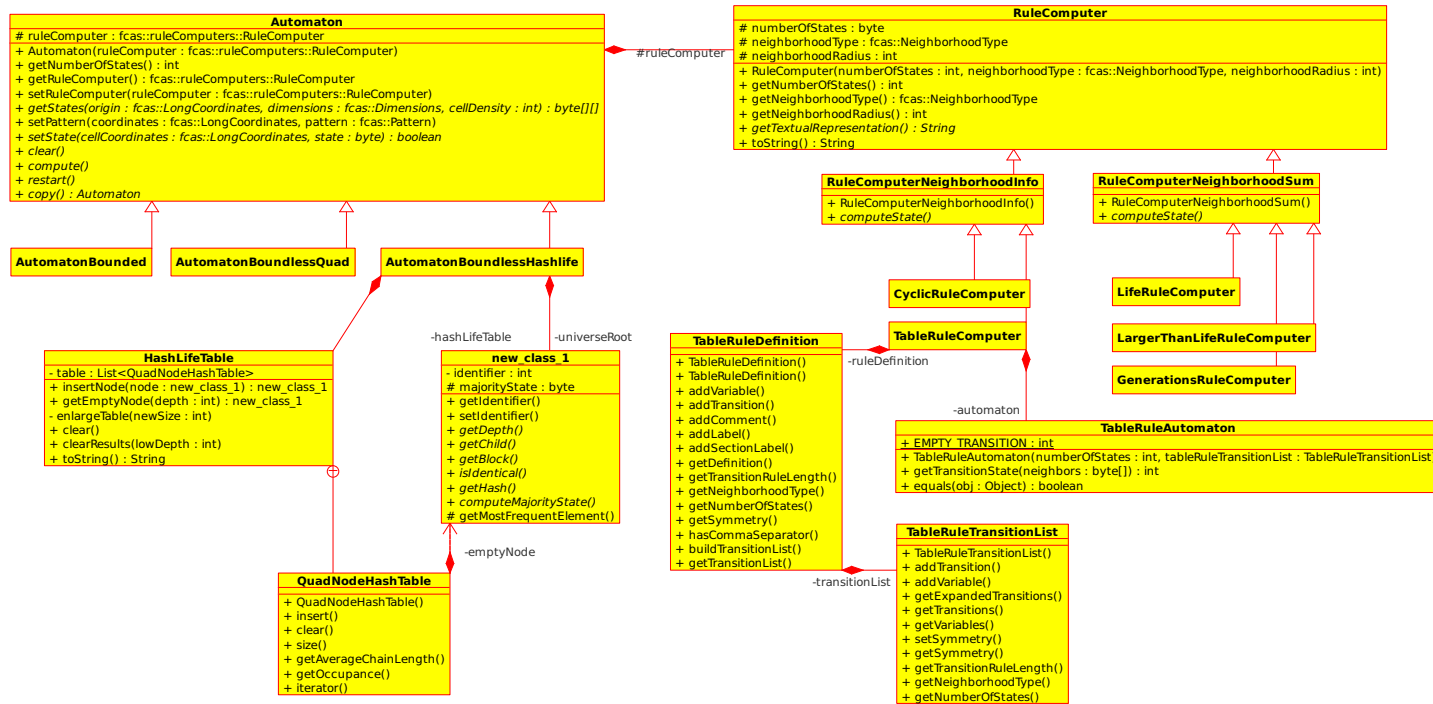 Automaton
# ruleComputer : fcas::ruleComputers::RuleComputer
+ Automaton(ruleComputer : fcas::ruleComputers::RuleComputer)
+ getNumberOfStates() : int
+ getRuleComputer() : fcas::ruleComputers::RuleComputer
+ setRuleComputer(ruleComputer : fcas::ruleComputers::RuleComputer)
+ getStates(origin : fcas::LongCoordinates, dimensions : fcas::Dimensions, cellDensity : int) : byte[][]
+ setPattern(coordinates : fcas::LongCoordinates, pattern : fcas::Pattern)
+ setState(cellCoordinates : fcas::LongCoordinates, state : byte) : boolean
+ clear()
+ compute()
+ restart()
+ copy() : Automaton
#ruleComputer
RuleComputer
# numberOfStates : byte
# neighborhoodType : fcas::NeighborhoodType
# neighborhoodRadius : int
+ RuleComputer(numberOfStates : int, neighborhoodType : fcas::NeighborhoodType, neighborhoodRadius : int)
+ getNumberOfStates() : int
+ getNeighborhoodType() : fcas::NeighborhoodType
+ getNeighborhoodRadius() : int
+ getTextualRepresentation() : String
+ toString() : String
RuleComputerNeighborhoodInfo
+ RuleComputerNeighborhoodInfo()
+ computeState()
RuleComputerNeighborhoodSum
+ RuleComputerNeighborhoodSum()
+ computeState()
AutomatonBounded
AutomatonBoundlessQuad
AutomatonBoundlessHashlife
CyclicRuleComputer
TableRuleComputer
LifeRuleComputer
LargerThanLifeRuleComputer
GenerationsRuleComputer
-hashLifeTable
-universeRoot
-ruleDefinition
-automaton
HashLifeTable
- table : List<QuadNodeHashTable>
+ insertNode(node : new_class_1) : new_class_1
+ getEmptyNode(depth : int) : new_class_1
- enlargeTable(newSize : int)
+ clear()
+ clearResults(lowDepth : int)
+ toString() : String
new_class_1
- identifier : int
# majorityState : byte
+ getIdentifier()
+ setIdentifier()
+ getDepth()
+ getChild()
+ getBlock()
+ isIdentical()
+ getHash()
+ computeMajorityState()
# getMostFrequentElement()
-emptyNode
QuadNodeHashTable
+ QuadNodeHashTable()
+ insert()
+ clear()
+ size()
+ getAverageChainLength()
+ getOccupance()
+ iterator()
TableRuleDefinition
+ TableRuleDefinition()
+ TableRuleDefinition()
+ addVariable()
+ addTransition()
+ addComment()
+ addLabel()
+ addSectionLabel()
+ getDefinition()
+ getTransitionRuleLength()
+ getNeighborhoodType()
+ getNumberOfStates()
+ getSymmetry()
+ hasCommaSeparator()
+ buildTransitionList()
+ getTransitionList()
-transitionList
TableRuleAutomaton
+ EMPTY_TRANSITION : int
+ TableRuleAutomaton(numberOfStates : int, tableRuleTransitionList : TableRuleTransitionList
+ getTransitionState(neighbors : byte[]) : int
+ equals(obj : Object) : boolean
TableRuleTransitionList
+ TableRuleTransitionList()
+ addTransition()
+ addVariable()
+ getExpandedTransitions()
+ getTransitions()
+ getVariables()
+ setSymmetry()
+ getSymmetry()
+ getTransitionRuleLength()
+ getNeighborhoodType()
+ getNumberOfStates()